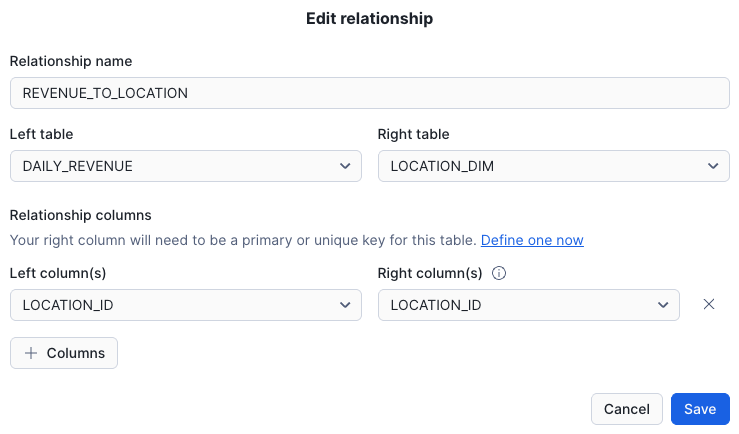 Edit relationship
Relationship name
REVENUE_TO_LOCATION
Left table
Right table
DAILY_REVENUE
LOCATION_DIM
Relationship columns
Your right column will need to be a primary or unique key for this table. Define one now
Left column(s)
Right column(s)
LOCATION_ID
LOCATION_ID
Columns
Cancel
Save